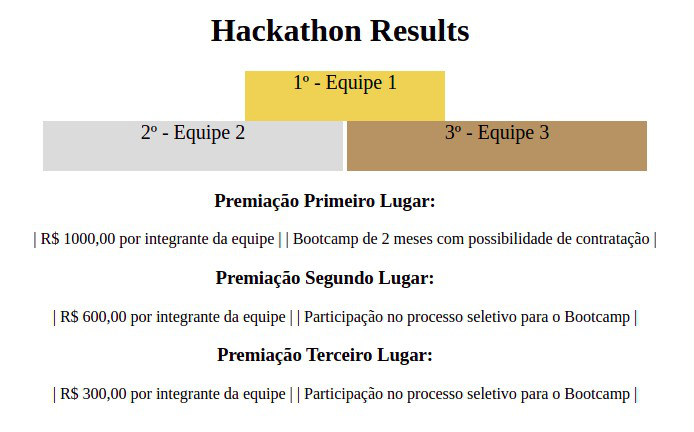 Hackathon Results
1º - Equipe 1
2º - Equipe 2
3º - Equipe 3
Premiação Primeiro Lugar:
| R$ 1000,00 por integrante da equipe | | Bootcamp de 2 meses com possibilidade de contratação |
Premiação Segundo Lugar:
| R$ 600,00 por integrante da equipe | | Participação no processo seletivo para o Bootcamp |
Premiação Terceiro Lugar:
| R$ 300,00 por integrante da equipe | | Participação no processo seletivo para o Bootcamp |